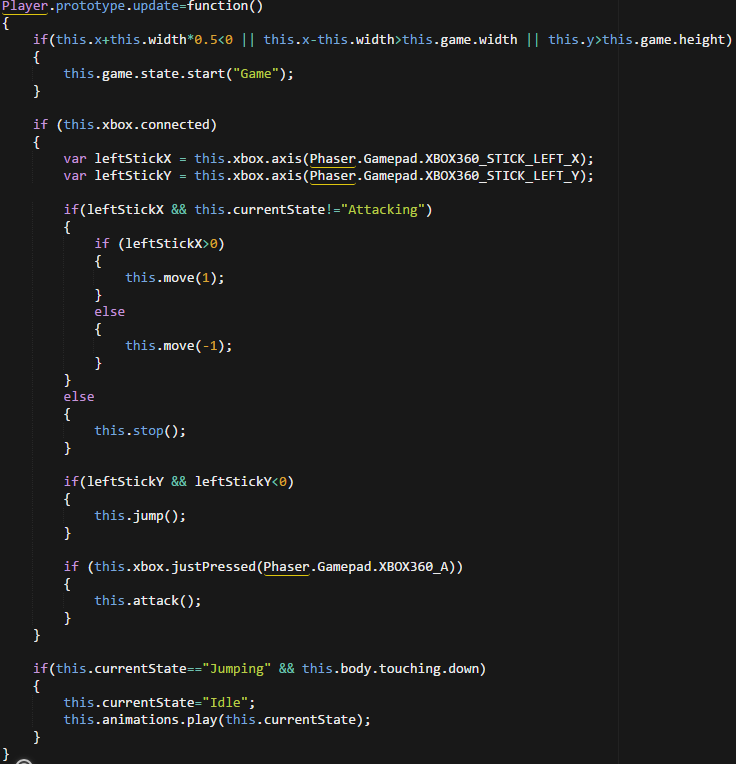 Player.prototype.update=function()
{
    if(this.x+this.width*0.5<0 || this.x-this.width>this.game.width || this.y>this.game.height)
    {
        this.game.state.start("Game");
    }

    if (this.xbox.connected)
    {
        var leftStickX = this.xbox.axis(Phaser.Gamepad.XBOX360_STICK_LEFT_X);
        var leftStickY = this.xbox.axis(Phaser.Gamepad.XBOX360_STICK_LEFT_Y);

        if(leftStickX && this.currentState!="Attacking")
        {
            if (leftStickX>0)
            {
                this.move(1);
            }
            else
            {
                this.move(-1);
            }
        }
        else
        {
            this.stop();
        }

        if(leftStickY && leftStickY<0)
        {
            this.jump();
        }

        if (this.xbox.justPressed(Phaser.Gamepad.XBOX360_A))
        {
            this.attack();
        }
    }

    if(this.currentState=="Jumping" && this.body.touching.down)
    {
        this.currentState="Idle";
        this.animations.play(this.currentState);
    }
}